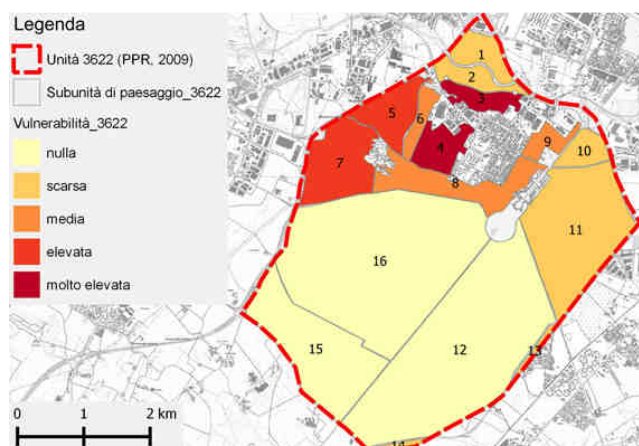 Legenda
Unità 3622 (PPR, 2009)
Subunità di paesaggio_3622
Vulnerabilità_3622
nulla
scarsa
media
elevata
molto elevata
1
2
3
5
6
4
9
10
7
8
11
16
15
12
13
14
0 1 2 km